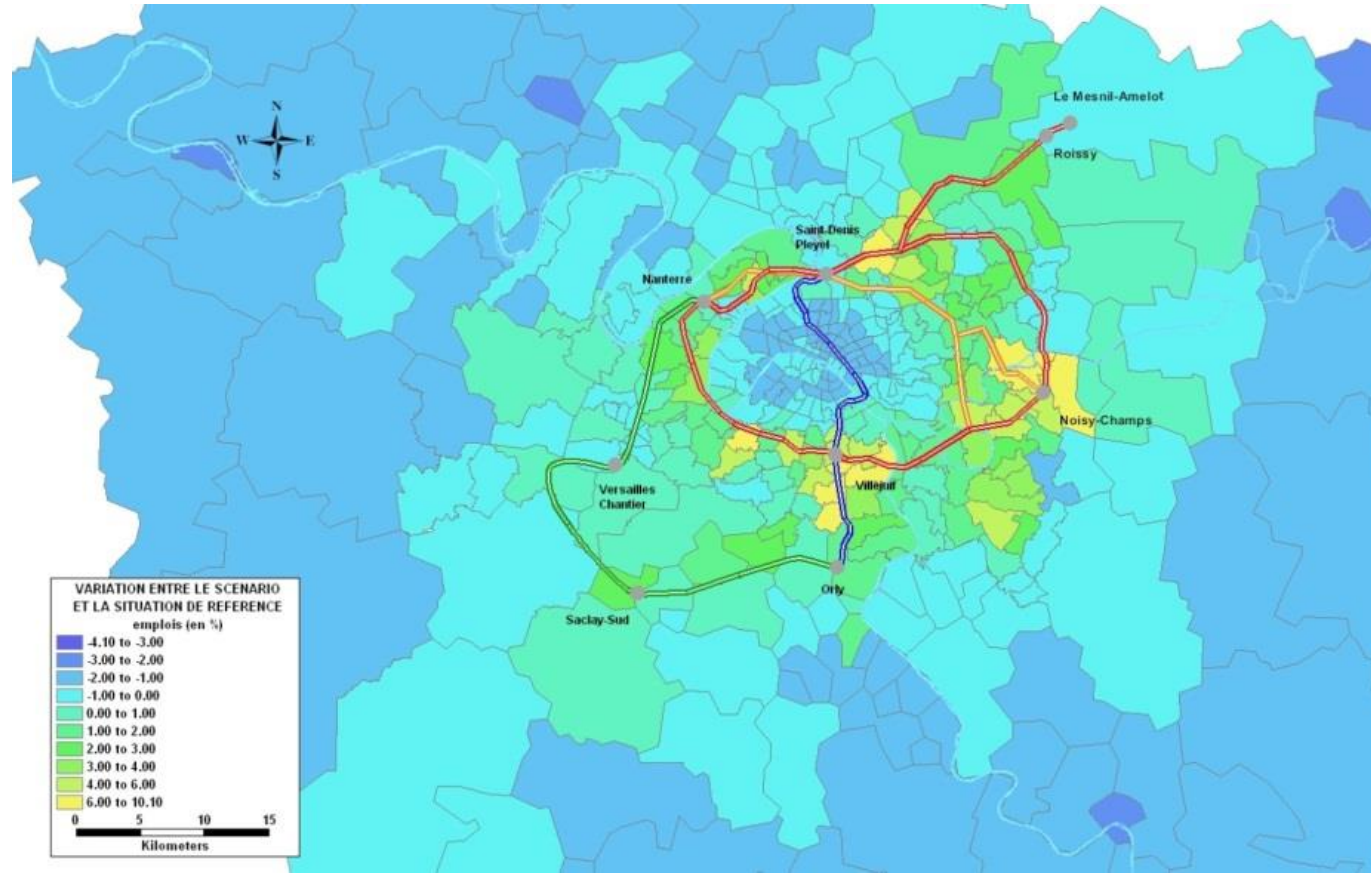 Le Mesnil-Amelot
N
W E
S
Roissy
Saint-Denis
Pleyel
Nanterre
Noisy-Champs
Villejuif
Versailles
Chantier
Orly
Saclay-Sud
VARIATION ENTRE LE SCENARIO
ET LA SITUATION DE REFERENCE
emplois (en %)
-4.10 to -3.00
-3.00 to -2.00
-2.00 to -1.00
-1.00 to 0.00
0.00 to 1.00
1.00 to 2.00
2.00 to 3.00
3.00 to 4.00
4.00 to 6.00
6.00 to 10.10
0 5 10 15
Kilometers